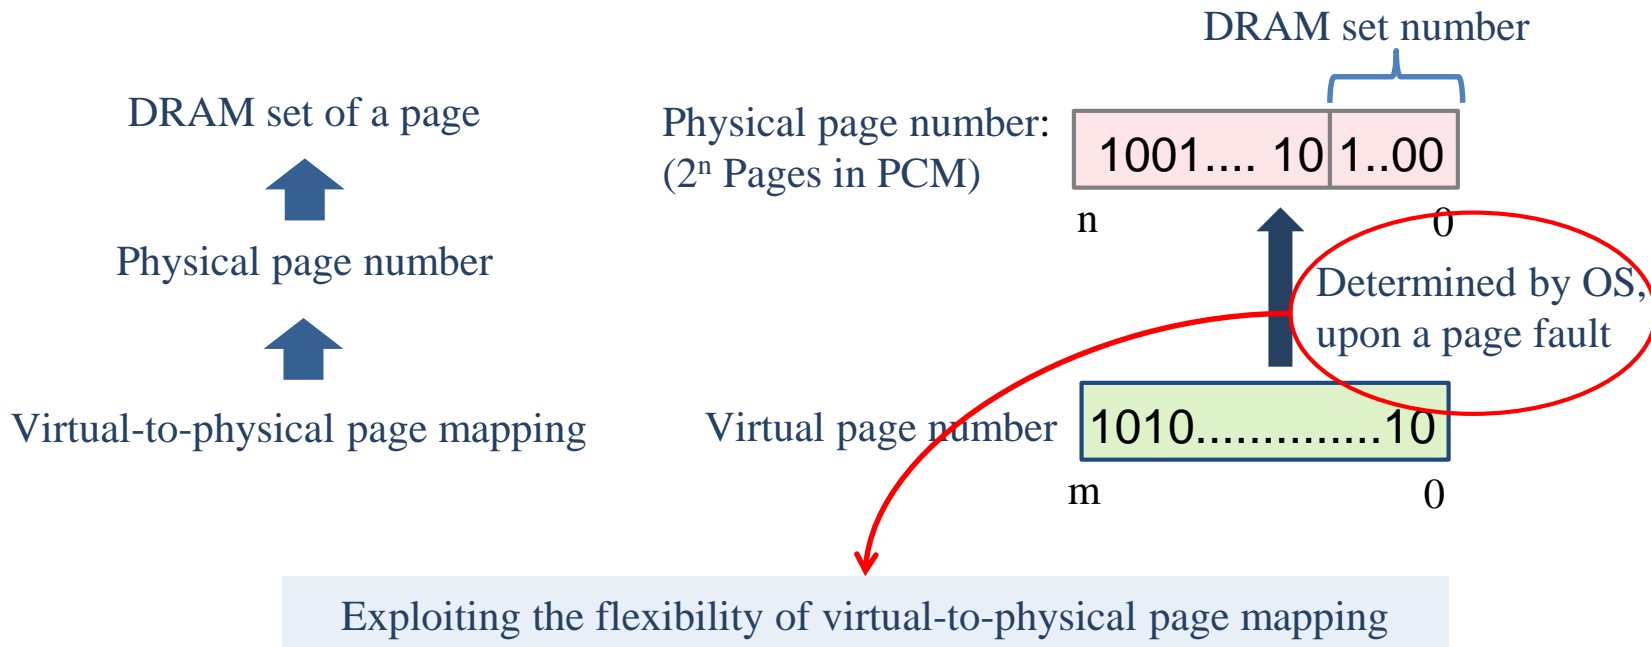 DRAM set number
DRAM set of a page
Physical page number:
(2ⁿ Pages in PCM)
1001.... 10 1..00
n 0
Physical page number
Determined by OS,
upon a page fault
Virtual-to-physical page mapping
Virtual page number
1010..............10
m 0
Exploiting the flexibility of virtual-to-physical page mapping